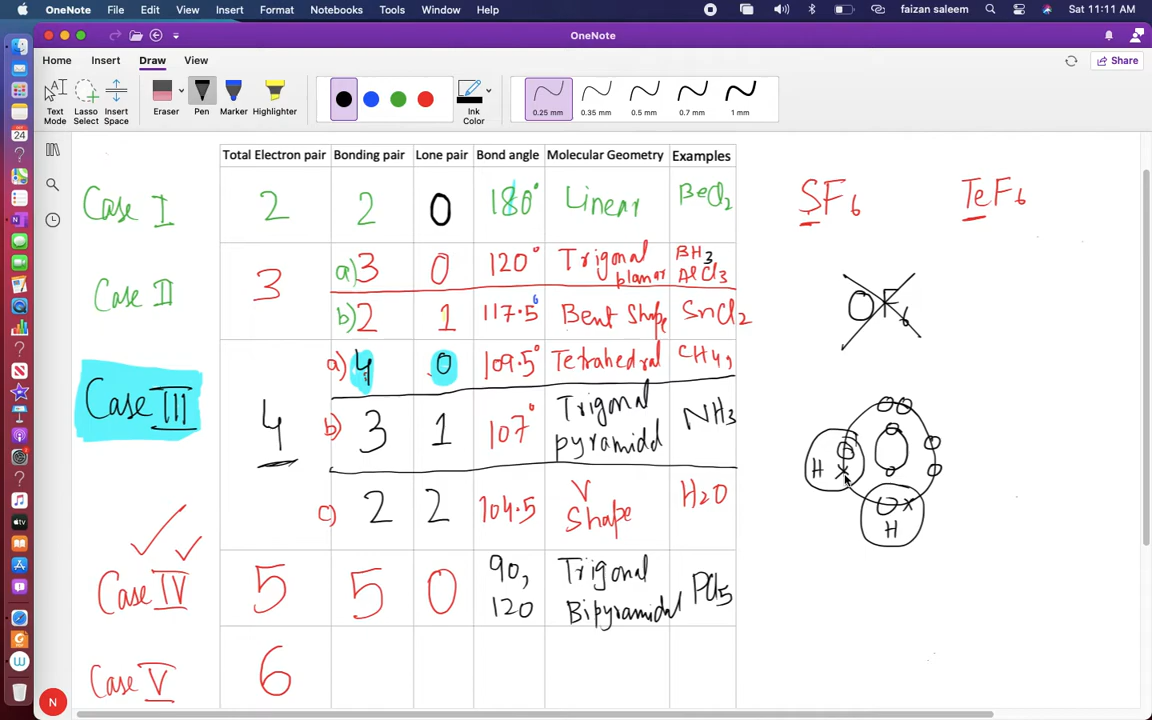 OneNote File Edit View Insert Format Notebooks Tools Window Help faizan saleem Sat 11:11 AM
OneNote
Home Insert Draw View Share
Text Mode Lasso Select Insert Space Eraser Pen Marker Highlighter Ink Color 0.25 mm 0.35 mm 0.5 mm 0.7 mm 1 mm
Total Electron pair Bonding pair Lone pair Bond angle Molecular Geometry Examples
Case I 2 2 0 180° Linear BeCl2
SF6 TeF6
Case II 3 a) 3 0 120° Trigonal planar BH3 AlCl3
b) 2 1 117.5° Bent Shape SnCl2
OF6
Case III 4 a) 4 0 109.5° Tetrahedral CH4,
b) 3 1 107° Trigonal pyramidal NH3
c) 2 2 104.5 V Shape H2O
H x
x
H
Case IV 5 5 0 90, 120 Trigonal Bipyramidal PCl5
Case V 6
N